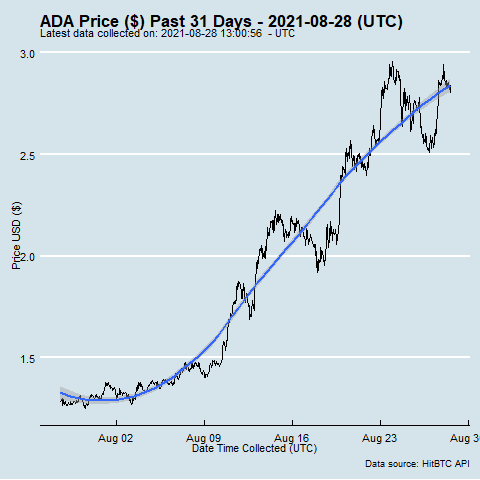 ADA Price ($) Past 31 Days - 2021-08-28 (UTC)
Latest data collected on: 2021-08-28 13:00:56 - UTC
3.0
2.5
2.0
1.5
Price USD ($)
Aug 02 Aug 09 Aug 16 Aug 23 Aug 30
Date Time Collected (UTC)
Data source: HitBTC API